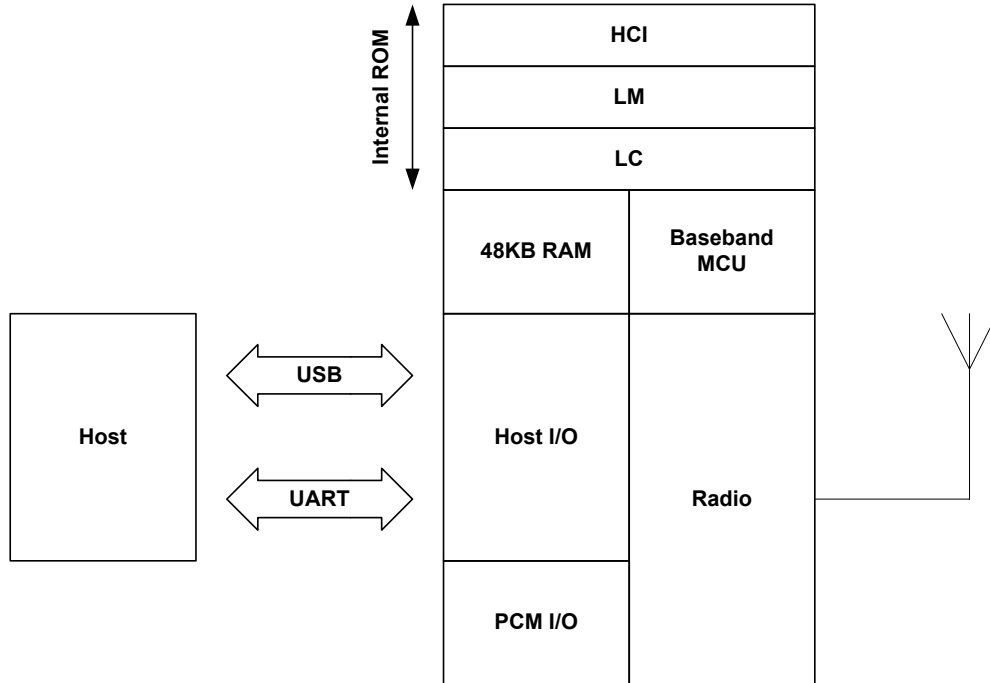 Internal ROM
HCI
LM
LC
48KB RAM
Baseband
MCU
Host
USB
UART
Host I/O
Radio
PCM I/O